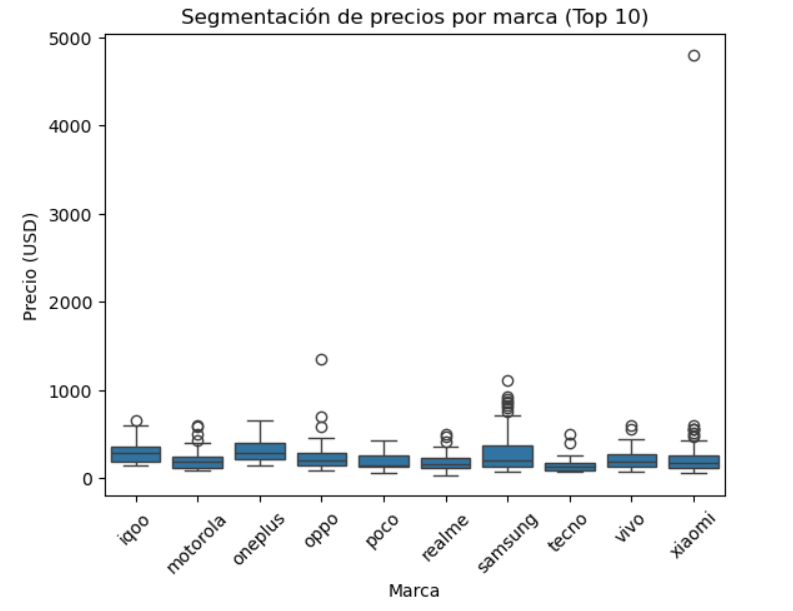 Segmentación de precios por marca (Top 10)
5000
4000
3000
2000
1000
0
Precio (USD)
iqoo
motorola
oneplus
oppo
poco
realme
samsung
tecno
vivo
xiaomi
Marca